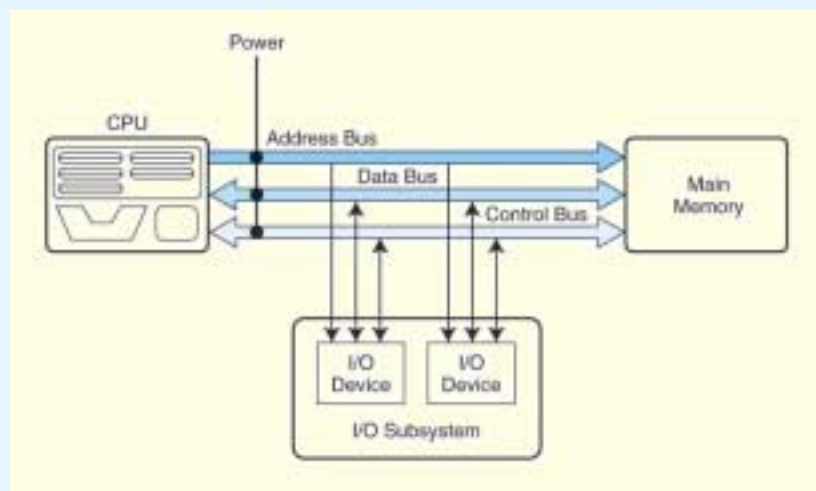 Power
CPU
Address Bus
Data Bus
Control Bus
Main
Memory
I/O
Device
I/O
Device
I/O Subsystem